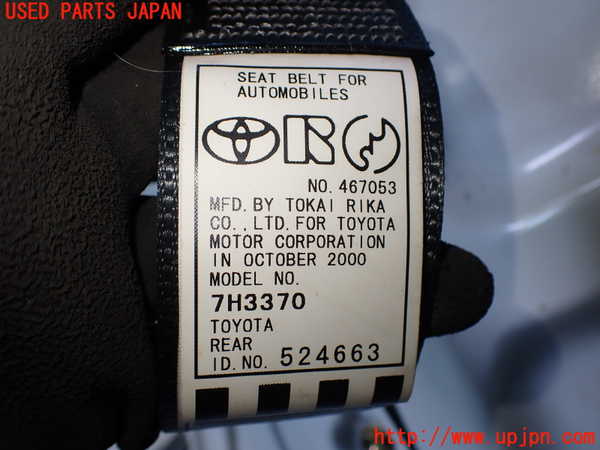 USED PARTS JAPAN
SEAT BELT FOR
AUTOMOBILES
NO. 467053
MFD. BY TOKAI RIKA
CO., LTD. FOR TOYOTA
MOTOR CORPORATION
IN OCTOBER 2000
MODEL NO.
7H3370
TOYOTA
REAR
ID. NO. 524663
http://www.upjpn.com/